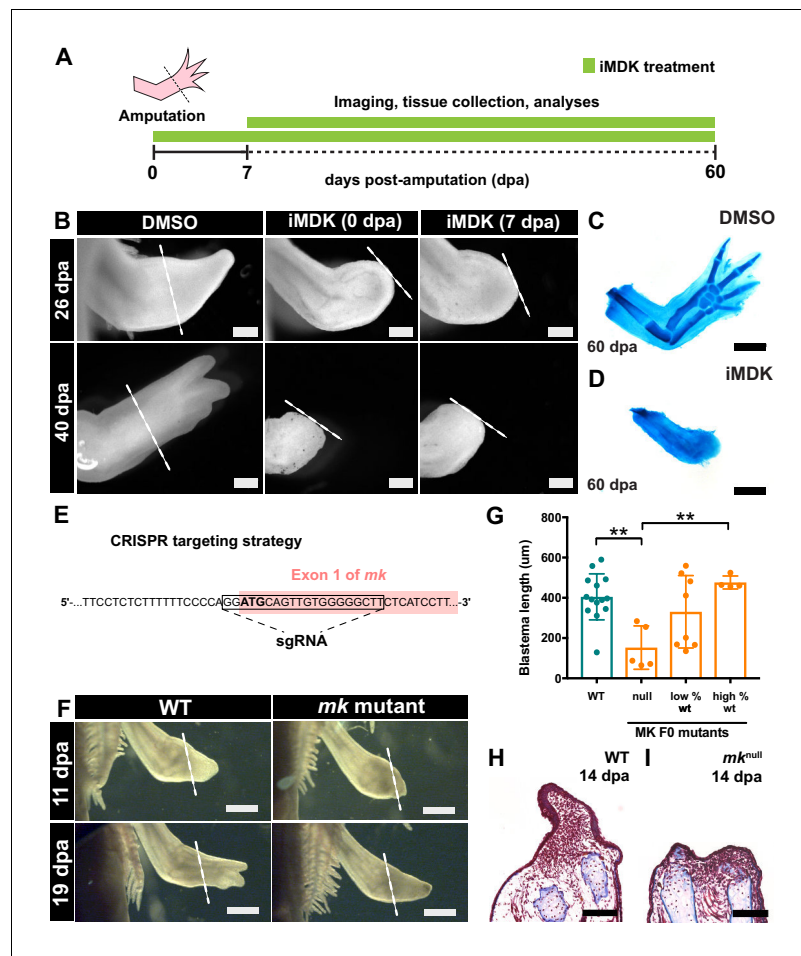 A
iMDK treatment
Imaging, tissue collection, analyses
Amputation
0
7
60
days post-amputation (dpa)
B
DMSO
iMDK (0 dpa)
iMDK (7 dpa)
26 dpa
40 dpa
C
DMSO
60 dpa
D
iMDK
60 dpa
E
CRISPR targeting strategy
Exon 1 of mk
5'-...TTCCTCTCTTTTTTCCCCAGGATGCAGTTGTGGGGGCTTCTCATCCTT...-3'
sgRNA
F
WT
mk mutant
11 dpa
19 dpa
G
**
**
Blastema length (um)
800
600
400
200
0
WT
null
low % wt
high % wt
MK F0 mutants
H
WT
14 dpa
I
mknull
14 dpa